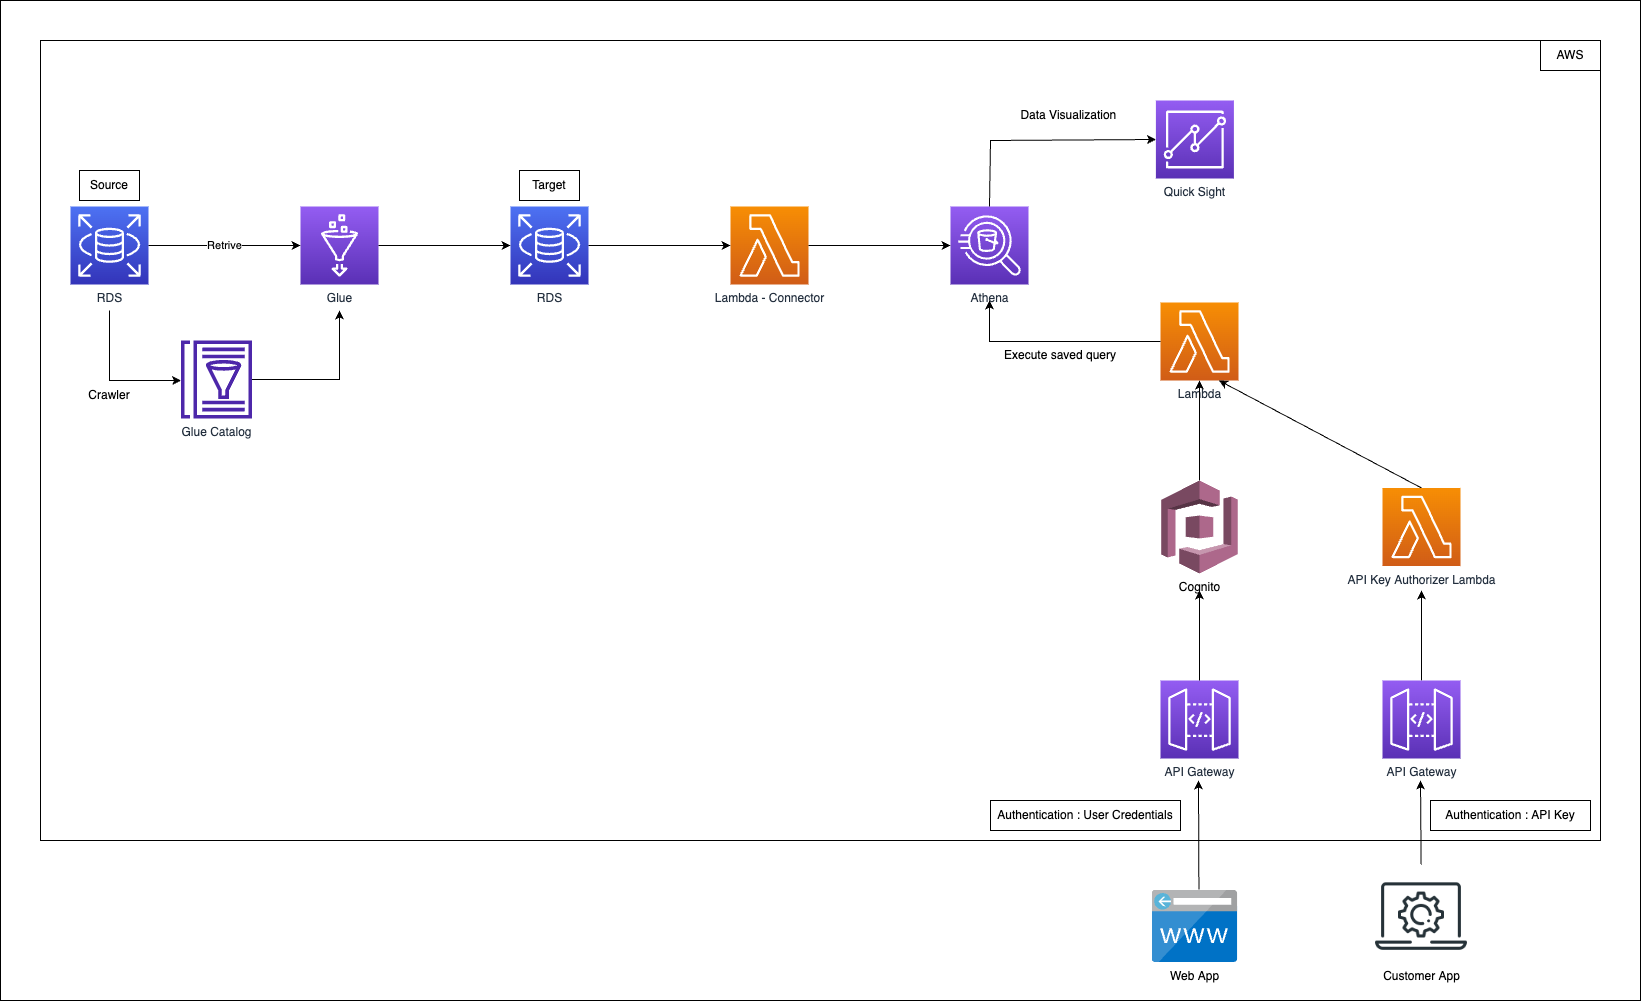 AWS
Data Visualization
Quick Sight
Source
Target
Retrive
RDS
Glue
RDS
Lambda - Connector
Athena
Execute saved query
Crawler
Lambda
Glue Catalog
Cognito
API Key Authorizer Lambda
API Gateway
API Gateway
Authentication : User Credentials
Authentication : API Key
WWW
Web App
Customer App